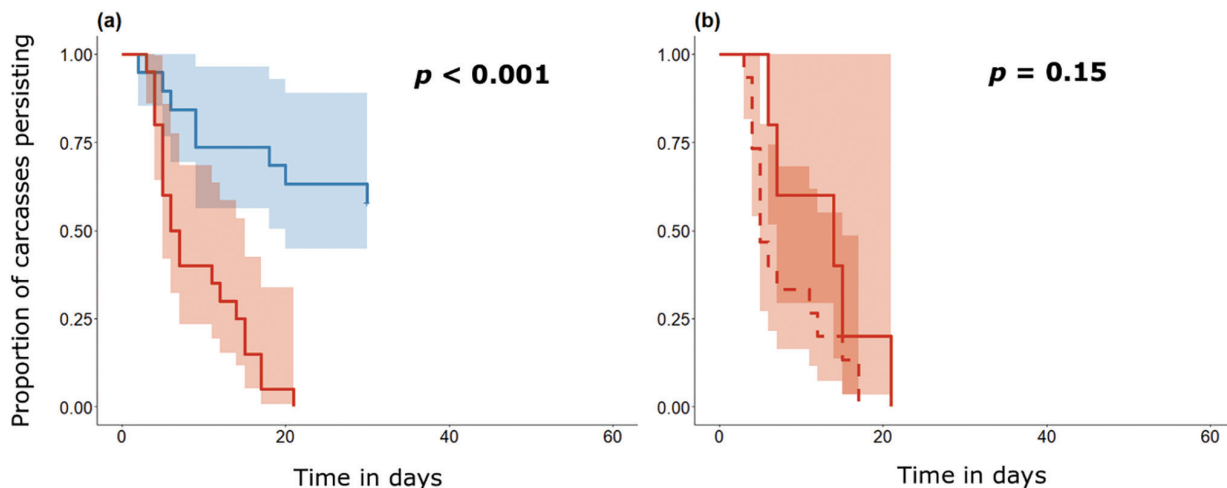 (a)
Proportion of carcasses persisting
1.00
0.75
0.50
0.25
0.00
p < 0.001
0
20
40
60
Time in days
(b)
1.00
0.75
0.50
0.25
0.00
p = 0.15
0
20
40
60
Time in days